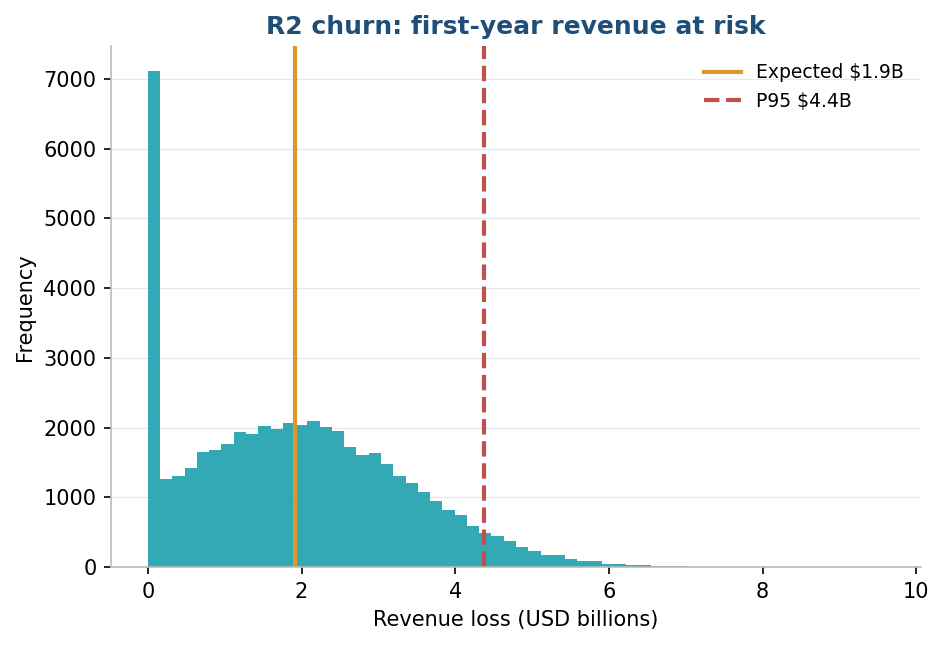 R2 churn: first-year revenue at risk
Expected $1.9B
P95 $4.4B
7000
6000
5000
4000
3000
2000
1000
0
Frequency
0 2 4 6 8 10
Revenue loss (USD billions)